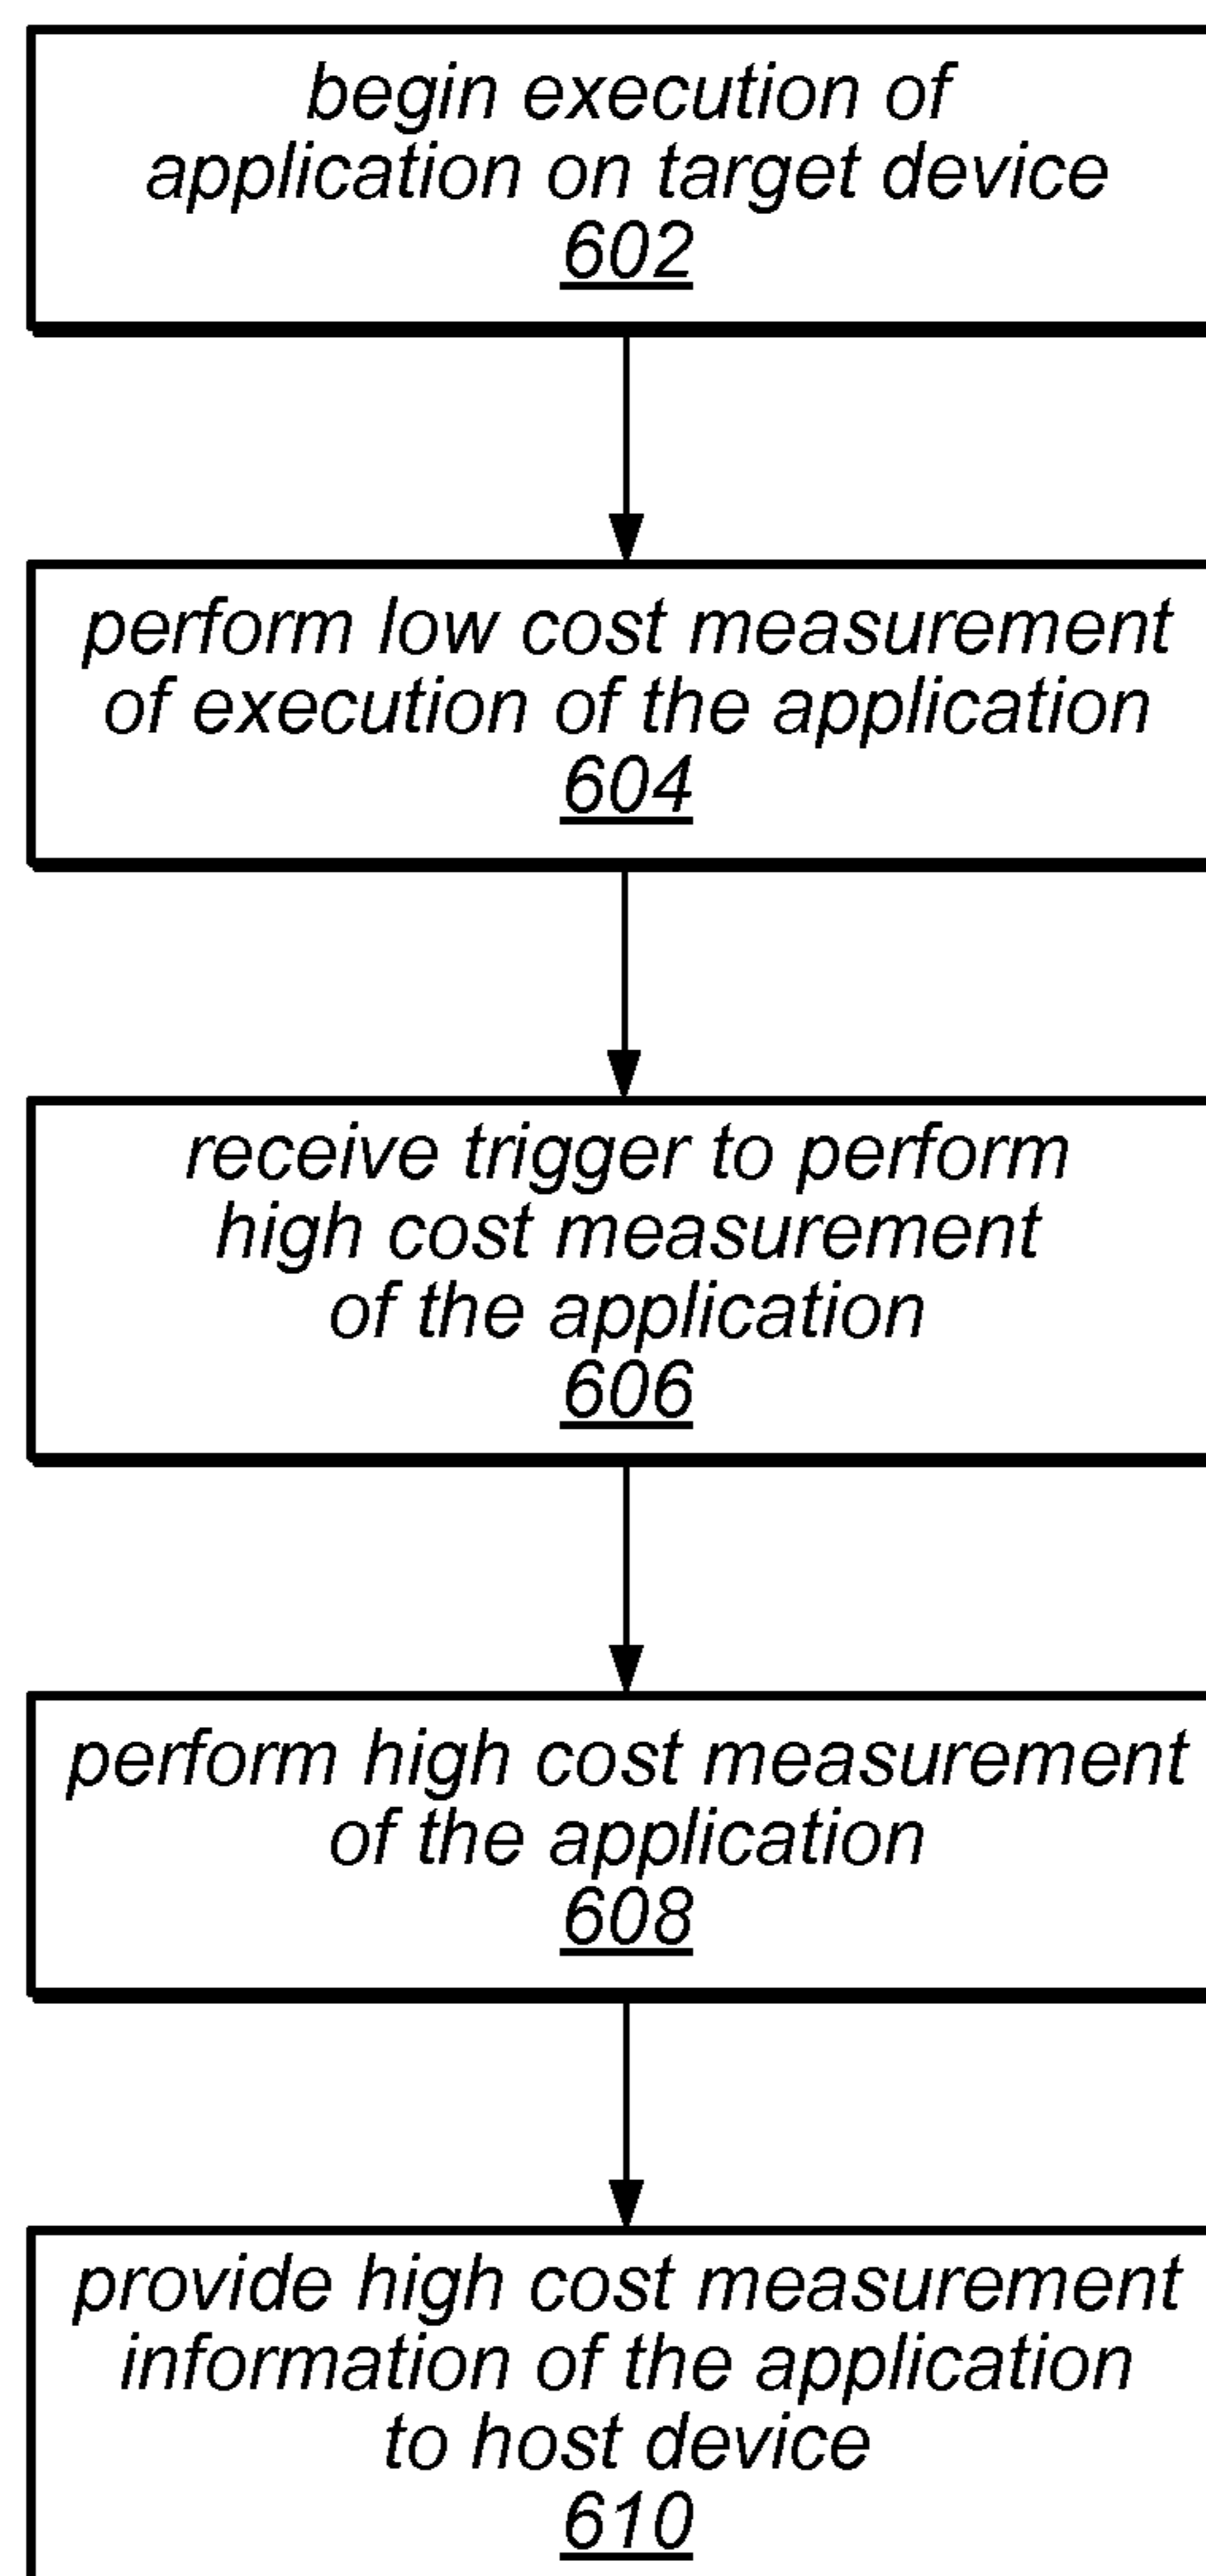 begin execution of
application on target device
602
perform low cost measurement
of execution of the application
604
receive trigger to perform
high cost measurement
of the application
606
perform high cost measurement
of the application
608
provide high cost measurement
information of the application
to host device
610